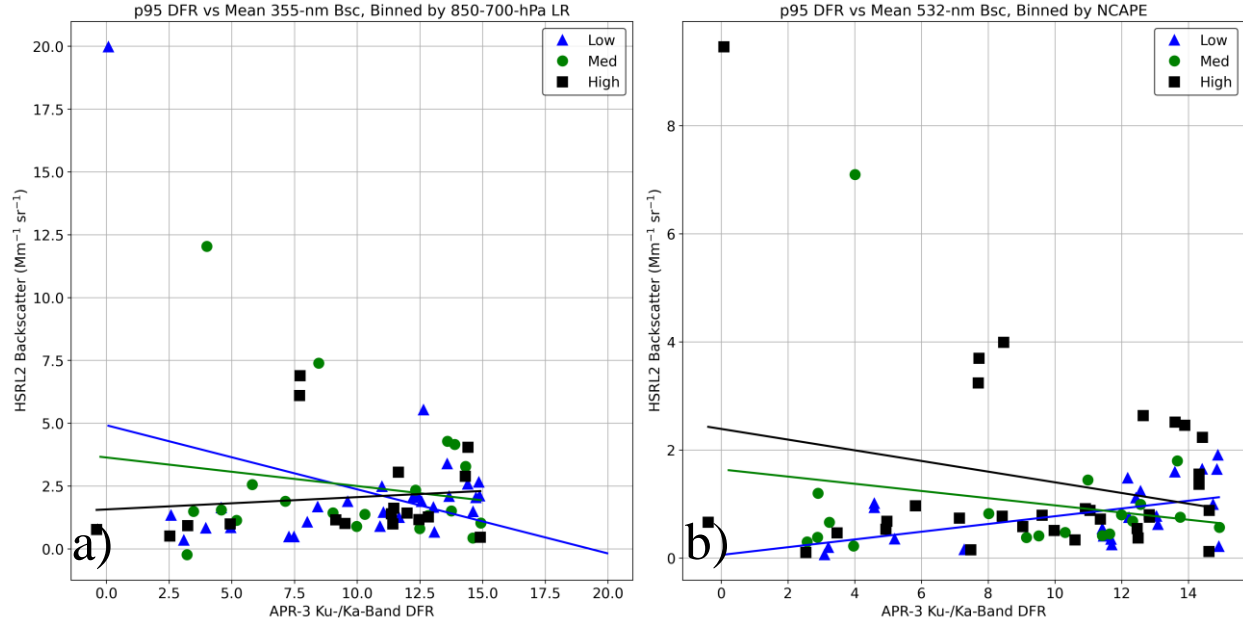 p95 DFR vs Mean 355-nm Bsc, Binned by 850-700-hPa LR
20.0
17.5
15.0
12.5
10.0
7.5
5.0
2.5
0.0
HSRL2 Backscatter (Mm⁻¹ sr⁻¹)
Low
Med
High
a)
0.0 2.5 5.0 7.5 10.0 12.5 15.0 17.5 20.0
APR-3 Ku-/Ka-Band DFR
p95 DFR vs Mean 532-nm Bsc, Binned by NCAPE
8
6
4
2
0
HSRL2 Backscatter (Mm⁻¹ sr⁻¹)
Low
Med
High
b)
0 2 4 6 8 10 12 14
APR-3 Ku-/Ka-Band DFR